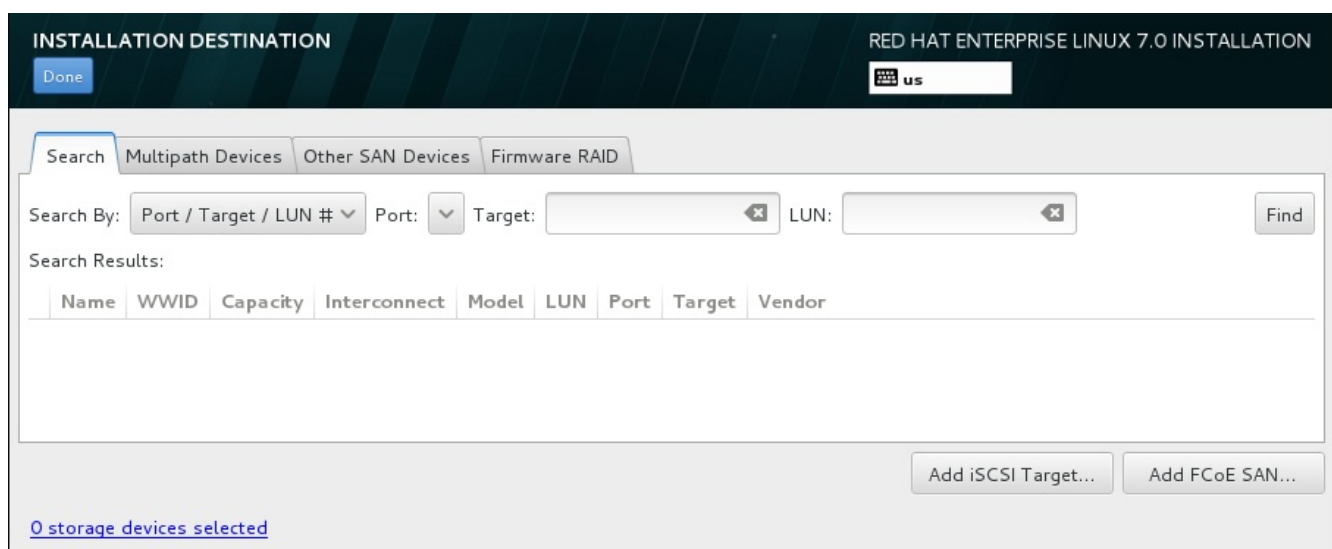 INSTALLATION DESTINATION
RED HAT ENTERPRISE LINUX 7.0 INSTALLATION
Done
us
Search Multipath Devices Other SAN Devices Firmware RAID
Search By: Port / Target / LUN # Port: Target: LUN: Find
Search Results:
Name WWID Capacity Interconnect Model LUN Port Target Vendor
Add iSCSI Target... Add FCoE SAN...
0 storage devices selected